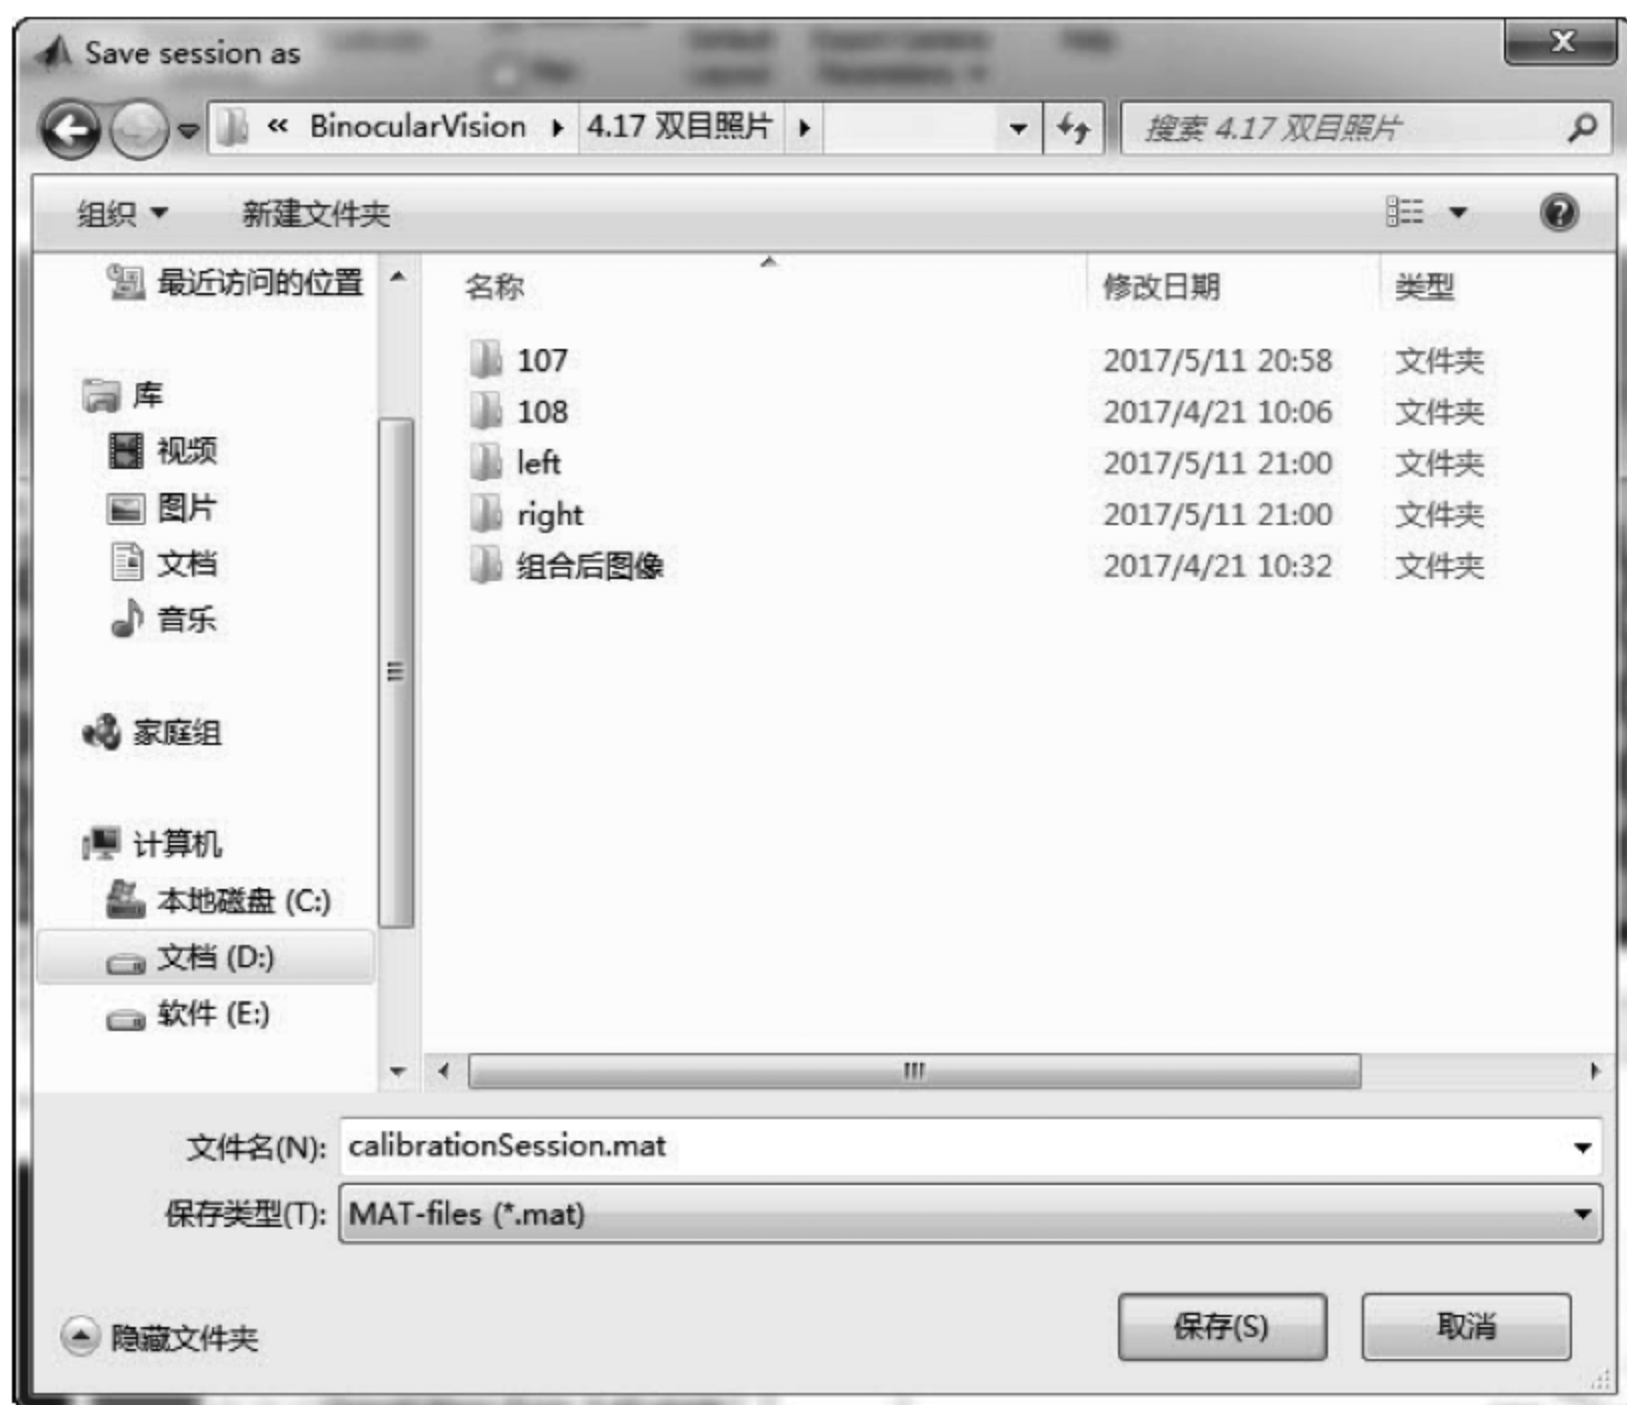 Save session as
« BinocularVision 4.17 双目照片 搜索 4.17 双目照片
组织 新建文件夹
最近访问的位置
库
视频
图片
文档
音乐
家庭组
计算机
本地磁盘 (C:)
文档 (D:)
软件 (E:)
名称 修改日期 类型
107 2017/5/11 20:58 文件夹
108 2017/4/21 10:06 文件夹
left 2017/5/11 21:00 文件夹
right 2017/5/11 21:00 文件夹
组合后图像 2017/4/21 10:32 文件夹
文件名(N): calibrationSession.mat
保存类型(T): MAT-files (*.mat)
隐藏文件夹 保存(S) 取消